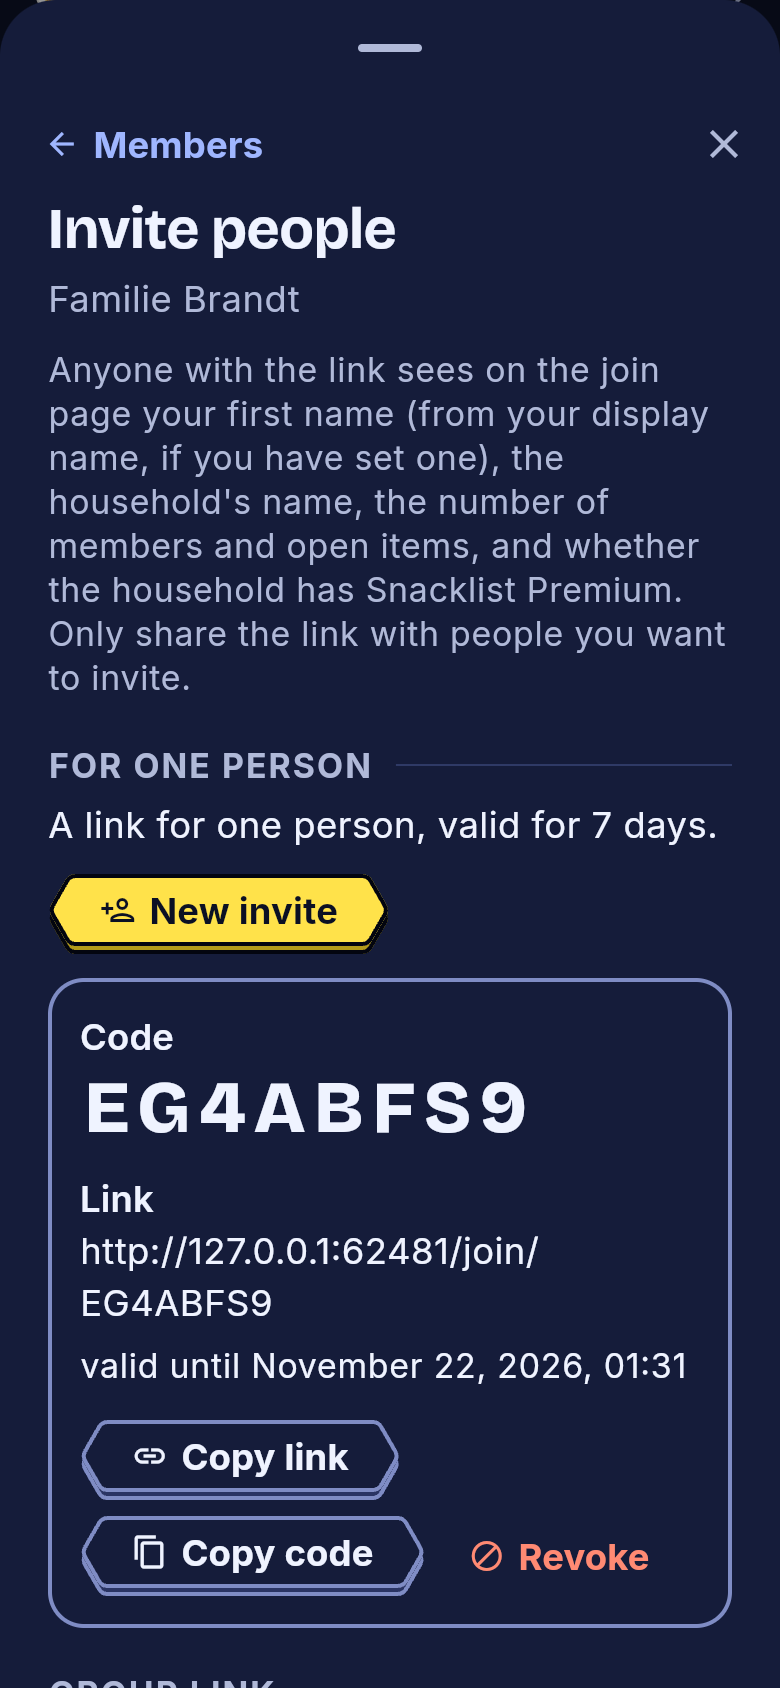 Members
Invite people
Familie Brandt
Anyone with the link sees on the join
page your first name (from your display
name, if you have set one), the
household's name, the number of
members and open items, and whether
the household has Snacklist Premium.
Only share the link with people you want
to invite.
FOR ONE PERSON
A link for one person, valid for 7 days.
New invite
Code
EG4ABFS9
Link
http://127.0.0.1:62481/join/
EG4ABFS9
valid until November 22, 2026, 01:31
Copy link
Copy code
Revoke
GROUP LINK